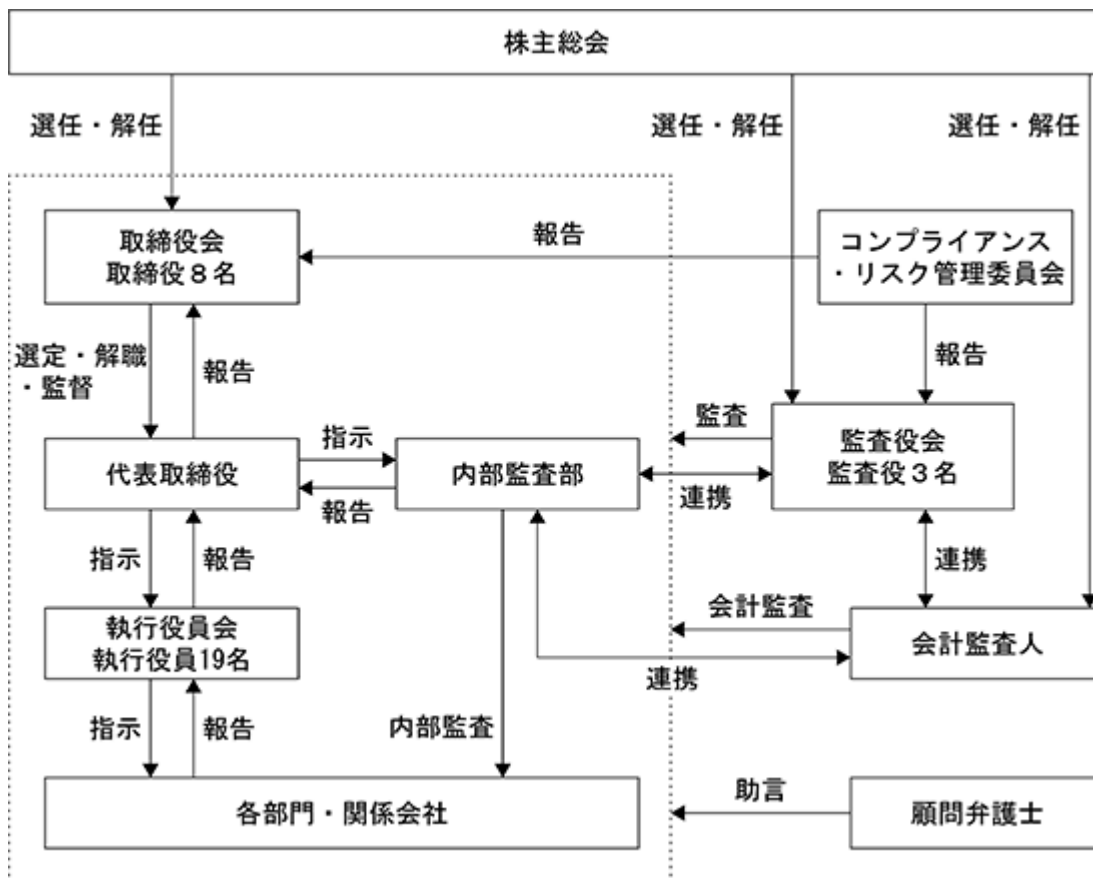 株主総会
選任・解任
選任・解任
選任・解任
取締役会
取締役８名
報告
コンプライアンス
・リスク管理委員会
選定・解職
・監督
報告
報告
監査
監査役会
監査役３名
代表取締役
指示
報告
内部監査部
連携
指示
報告
連携
執行役員会
執行役員19名
会計監査
会計監査人
連携
指示
報告
内部監査
各部門・関係会社
助言
顧問弁護士